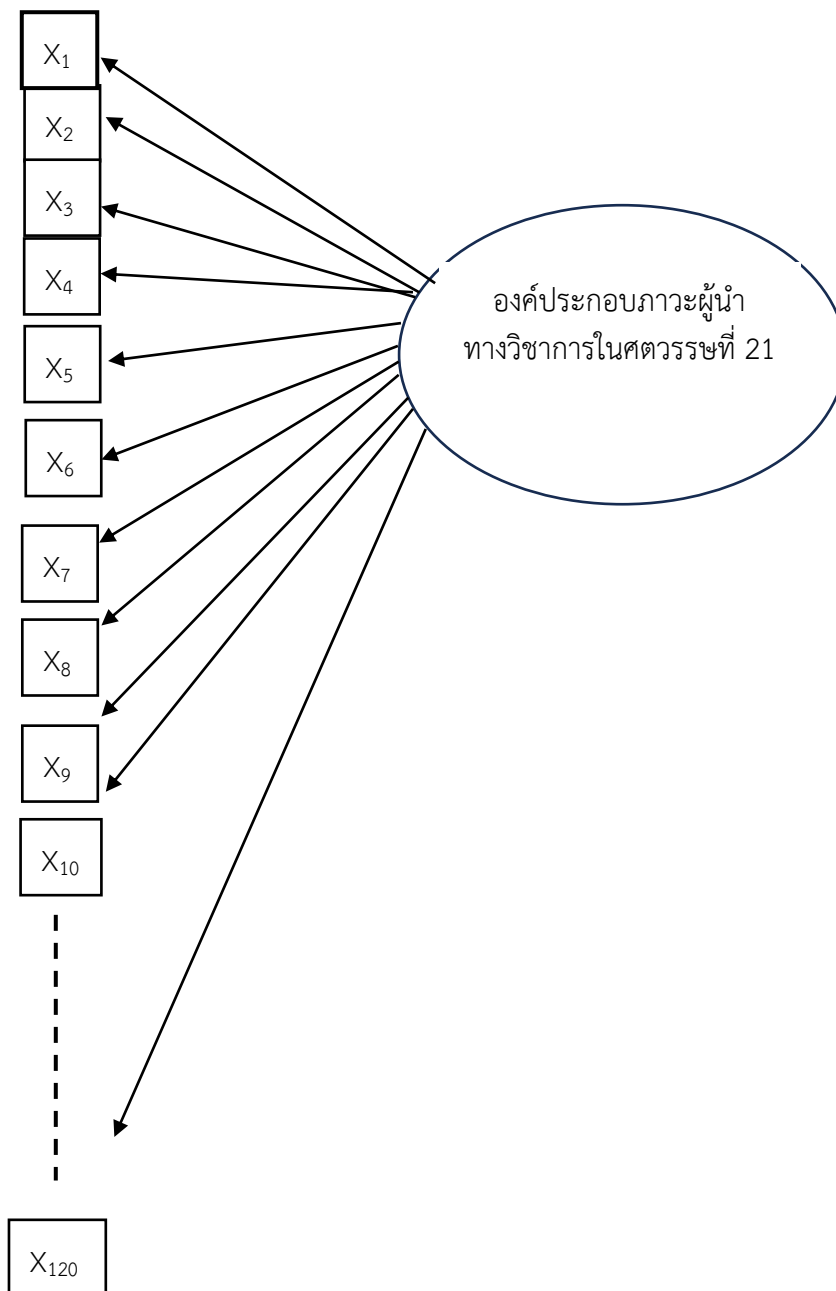 X₁
X₂
X₃
X₄
X₅
X₆
X₇
X₈
X₉
X₁₀
X₁₂₀
องค์ประกอบภาวะผู้นำ
ทางวิชาการในศตวรรษที่ 21